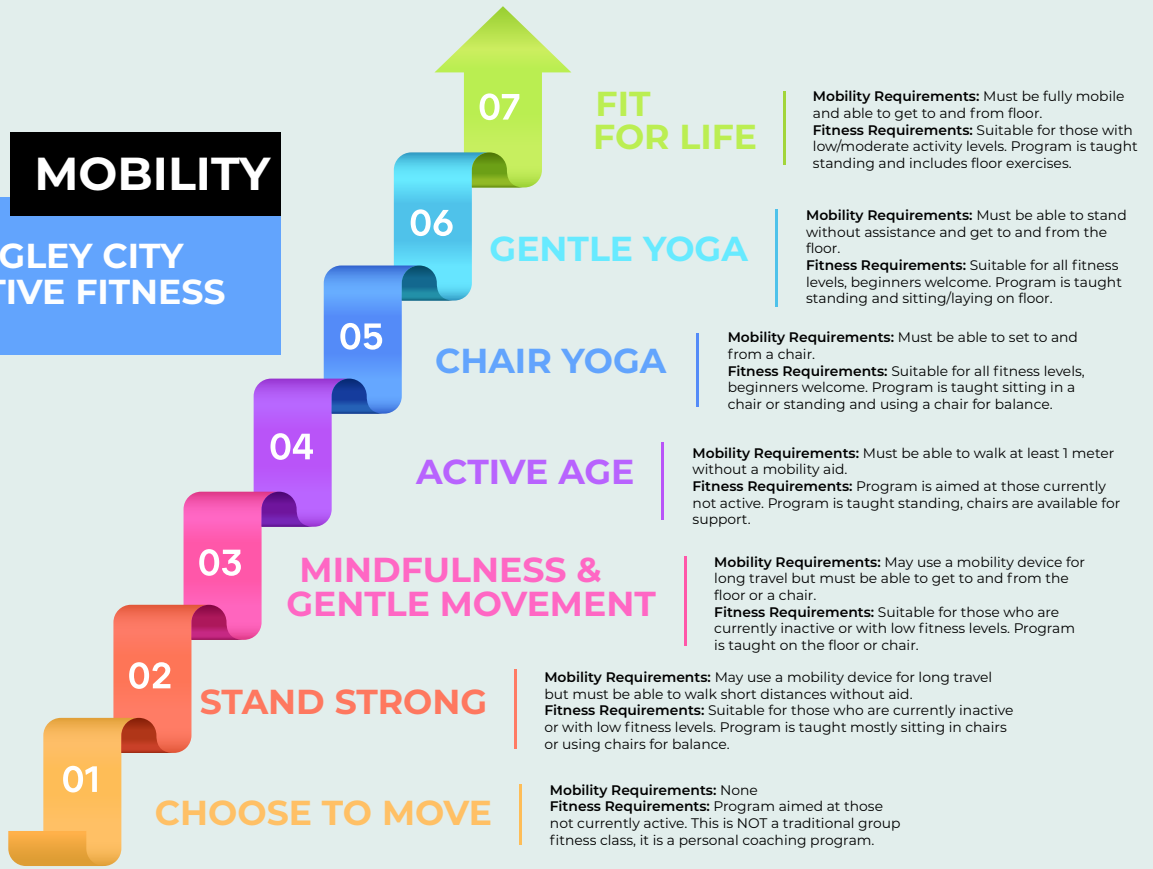 MOBILITY
GLEY CITY
TIVE FITNESS
07
FIT
FOR LIFE
Mobility Requirements: Must be fully mobile
and able to get to and from floor.
Fitness Requirements: Suitable for those with
low/moderate activity levels. Program is taught
standing and includes floor exercises.
06
GENTLE YOGA
Mobility Requirements: Must be able to stand
without assistance and get to and from the
floor.
Fitness Requirements: Suitable for all fitness
levels, beginners welcome. Program is taught
standing and sitting/laying on floor.
05
CHAIR YOGA
Mobility Requirements: Must be able to set to and
from a chair.
Fitness Requirements: Suitable for all fitness levels,
beginners welcome. Program is taught sitting in a
chair or standing and using a chair for balance.
04
ACTIVE AGE
Mobility Requirements: Must be able to walk at least 1 meter
without a mobility aid.
Fitness Requirements: Program is aimed at those currently
not active. Program is taught standing, chairs are available for
support.
03
MINDFULNESS &
GENTLE MOVEMENT
Mobility Requirements: May use a mobility device for
long travel but must be able to get to and from the
floor or a chair.
Fitness Requirements: Suitable for those who are
currently inactive or with low fitness levels. Program
is taught on the floor or chair.
02
STAND STRONG
Mobility Requirements: May use a mobility device for long travel
but must be able to walk short distances without aid.
Fitness Requirements: Suitable for those who are currently inactive
or with low fitness levels. Program is taught mostly sitting in chairs
or using chairs for balance.
01
CHOOSE TO MOVE
Mobility Requirements: None
Fitness Requirements: Program aimed at those
not currently active. This is NOT a traditional group
fitness class, it is a personal coaching program.